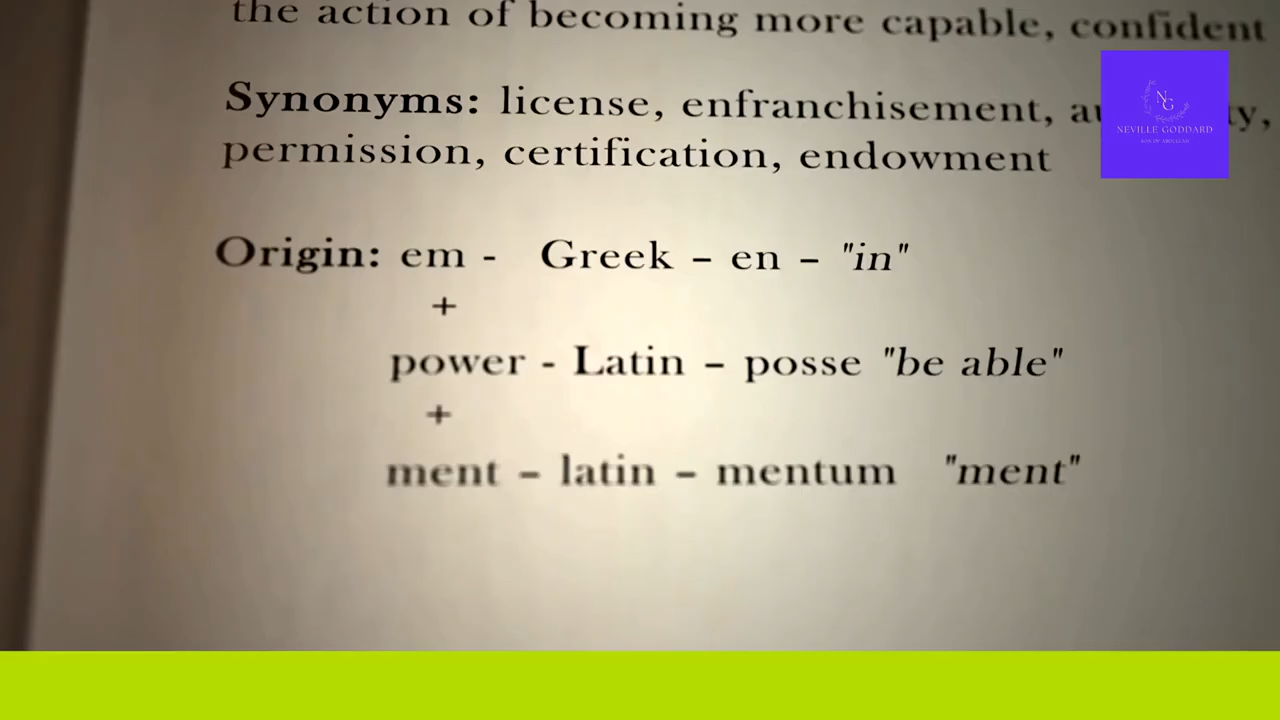 the action of becoming more capable, confident
Synonyms: license, enfranchisement,
permission, certification, endowment
Origin: em - Greek – en – "in"
+
power - Latin – posse "be able"
+
ment – latin – mentum "ment"
NG
NEVILLE GODDARD